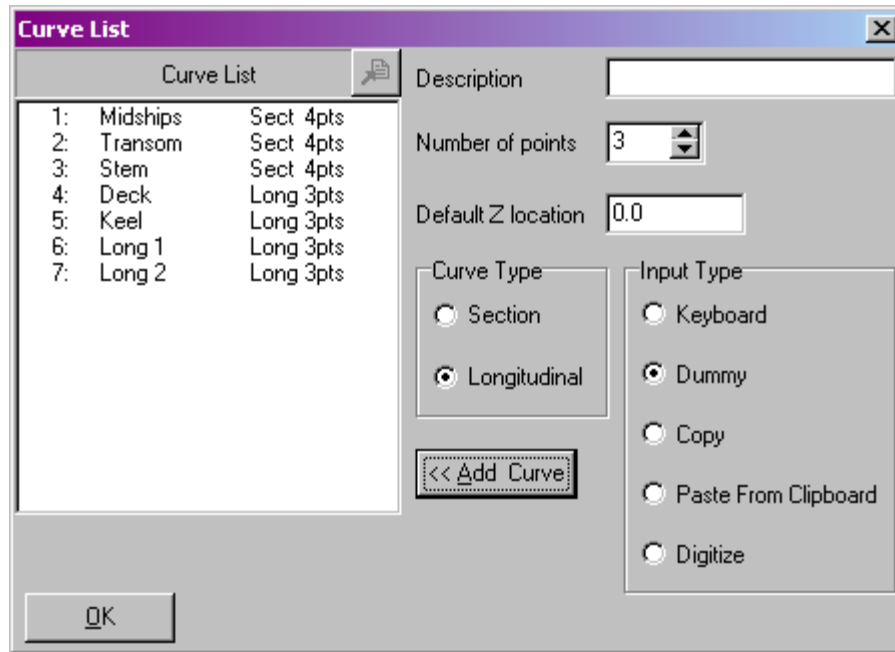 Curve List
Curve List
1: Midships Sect 4pts
2: Transom Sect 4pts
3: Stem Sect 4pts
4: Deck Long 3pts
5: Keel Long 3pts
6: Long 1 Long 3pts
7: Long 2 Long 3pts
Description
Number of points 3
Default Z location 0.0
Curve Type
Section
Longitudinal
<< Add Curve
Input Type
Keyboard
Dummy
Copy
Paste From Clipboard
Digitize
OK